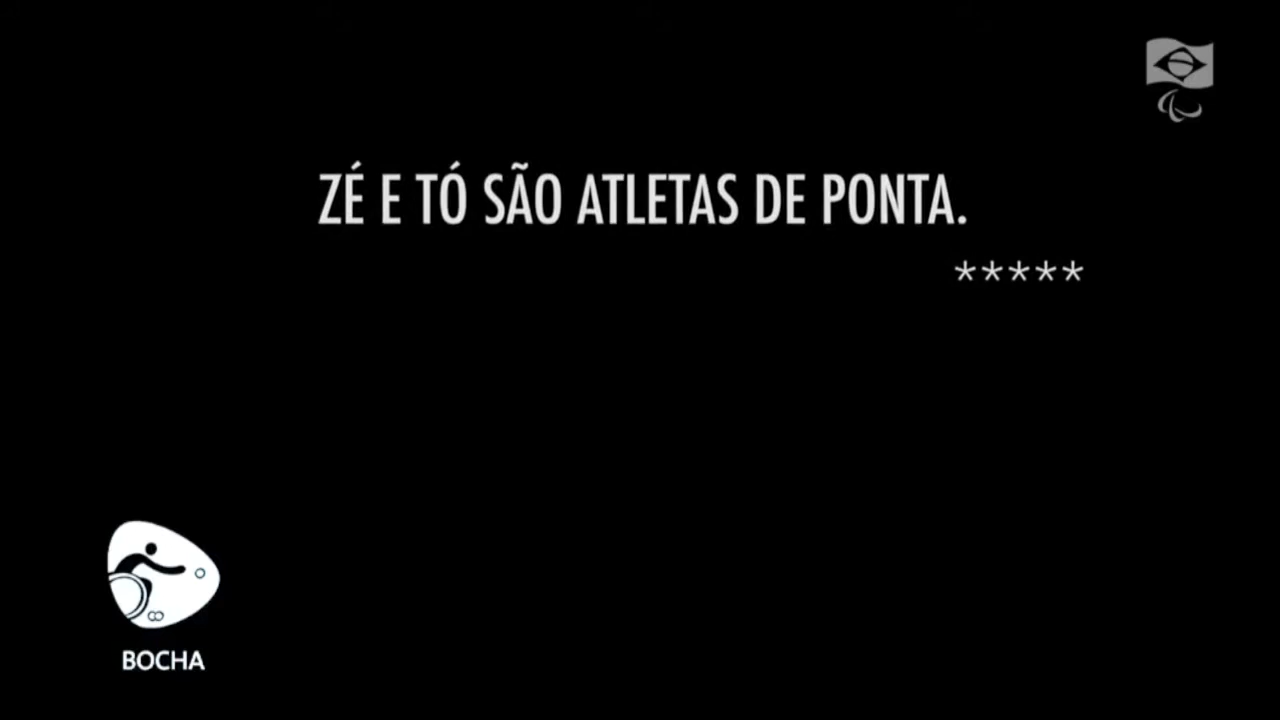 ZÉ E TÓ SÃO ATLETAS DE PONTA.
*****
BOCHA